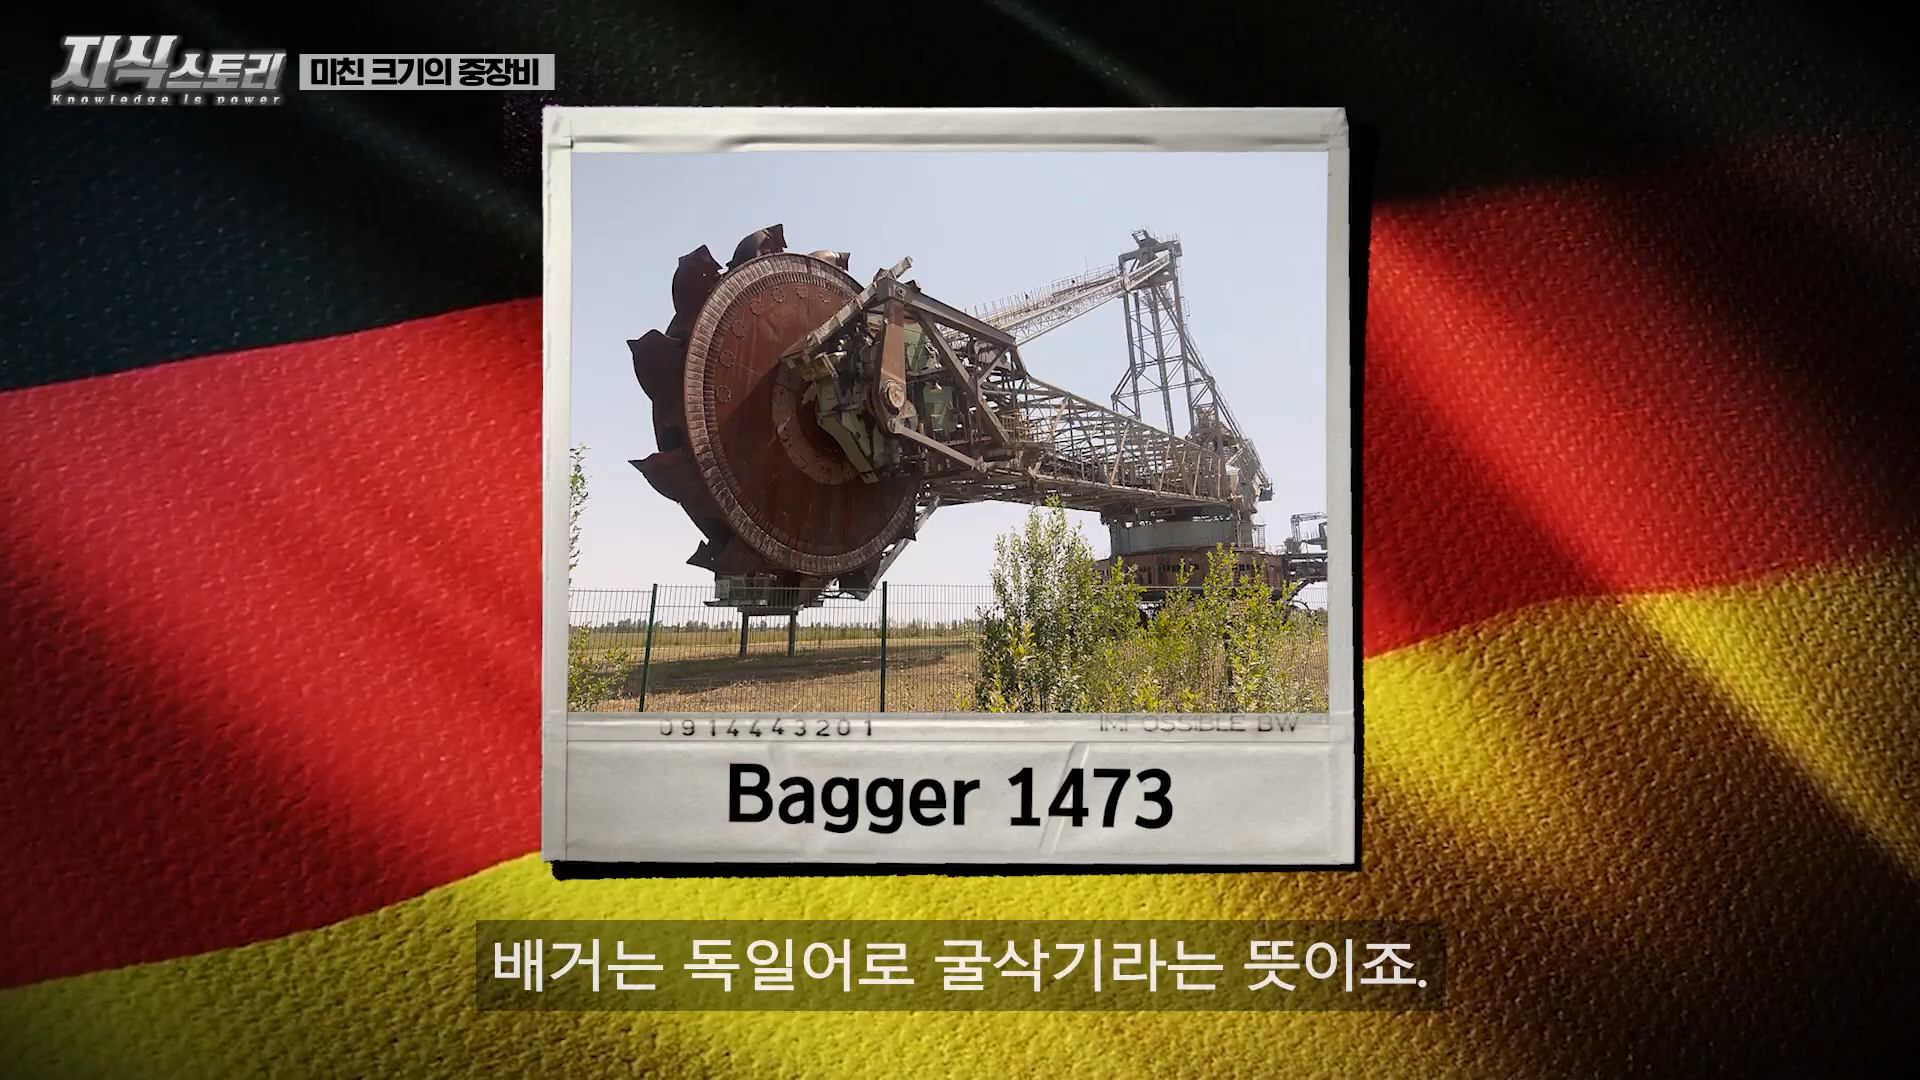 지식스토리
Knowledge is power
미친 크기의 중장비
0914443201
IMPOSSIBLE BW
Bagger 1473
배거는 독일어로 굴삭기라는 뜻이죠.